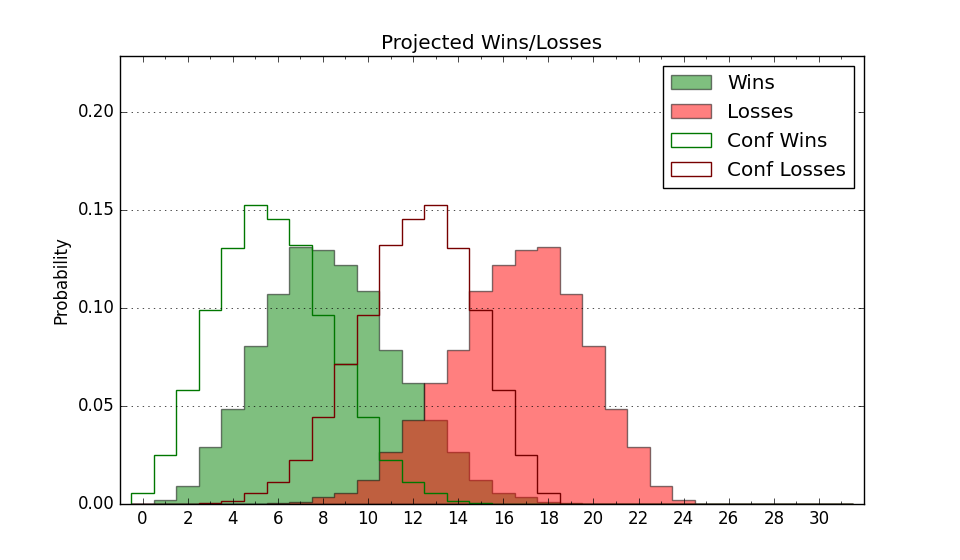 Projected Wins/Losses
Wins
Losses
Conf Wins
Conf Losses
Probability
0.20
0.15
0.10
0.05
0.00
0 2 4 6 8 10 12 14 16 18 20 22 24 26 28 30